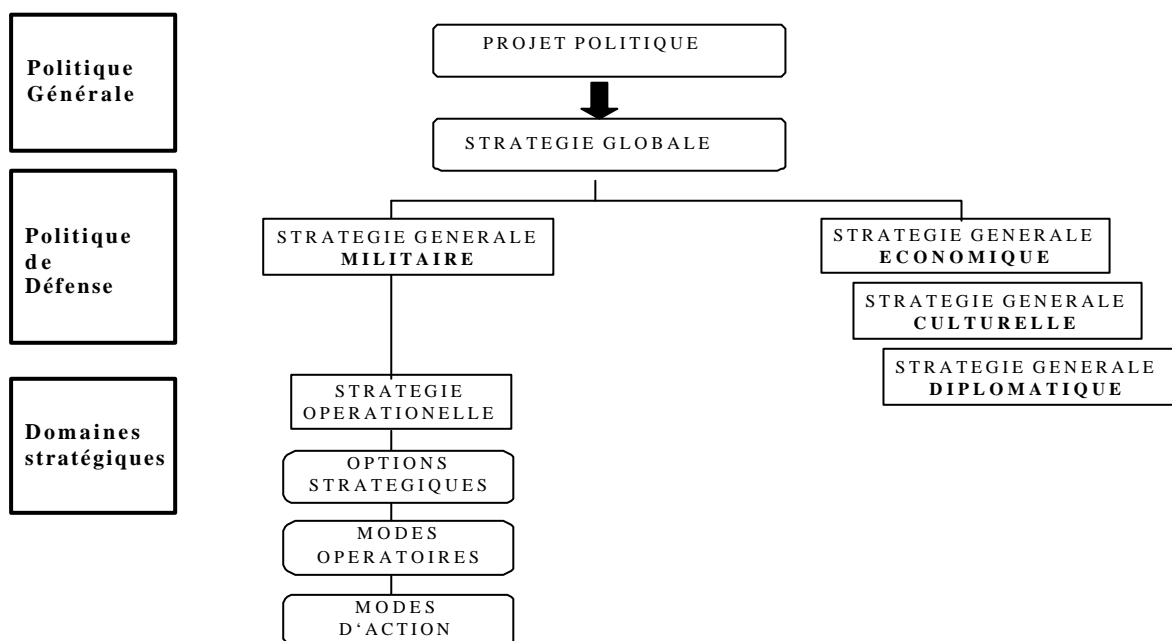 Politique
Générale
PROJET POLITIQUE
STRATEGIE GLOBALE
Politique
de
Défense
STRATEGIE GENERALE
MILITAIRE
STRATEGIE GENERALE
ECONOMIQUE
STRATEGIE GENERALE
CULTURELLE
STRATEGIE GENERALE
DIPLOMATIQUE
Domaines
stratégiques
STRATEGIE
OPERATIONELLE
OPTIONS
STRATEGIQUES
MODES
OPERATOIRES
MODES
D‘ACTION